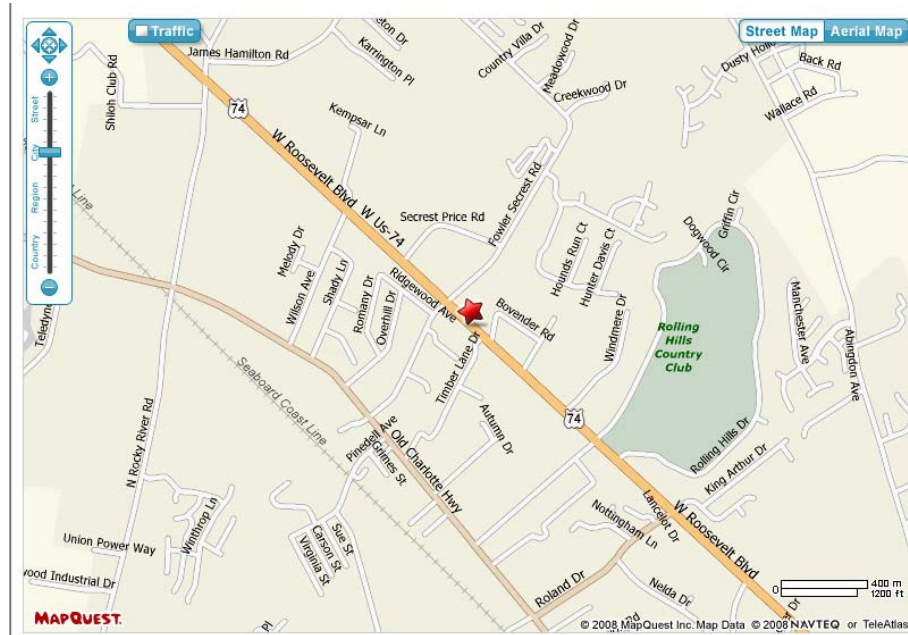 Traffic
Street Map
Aerial Map
Street
City
Region
Country
Shiloh Club Rd
James Hamilton Rd
Karrington Pl
Country Villa Dr
Meadowood Dr
Creekwood Dr
Back Rd
Wallace Rd
74
Kempsar Ln
W Roosevelt Blvd
W Us-74
Secrest Price Rd
Fowler Secrest Rd
Hounds Run Ct
Hunter Davis Ct
Dogwood Cir
Griffin Cir
Line
Melody Dr
Wilson Ave
Shady Ln
Romany Dr
Overhill Dr
Ridgewood Ave
Bovender Rd
Timber Lane Dr
Windmere Dr
Rolling
Hills
Country
Club
Manchester Ave
Abingdon Ave
Teledyne
Seaboard Coast Line
N Rocky River Rd
Pinedell Ave
Grimes St
Old Charlotte Hwy
Autumn Dr
74
Rolling Hills Dr
King Arthur Dr
Lancelot Dr
W Roosevelt Blvd
Nottingham Ln
Winthrop Ln
Union Power Way
Sue St
Carson St
Virginia St
wood Industrial Dr
Roland Dr
Nelda Dr
0
400 m
1200 ft
MAPQUEST.
© 2008 MapQuest Inc. Map Data © 2008 NAVTEQ or TeleAtlas